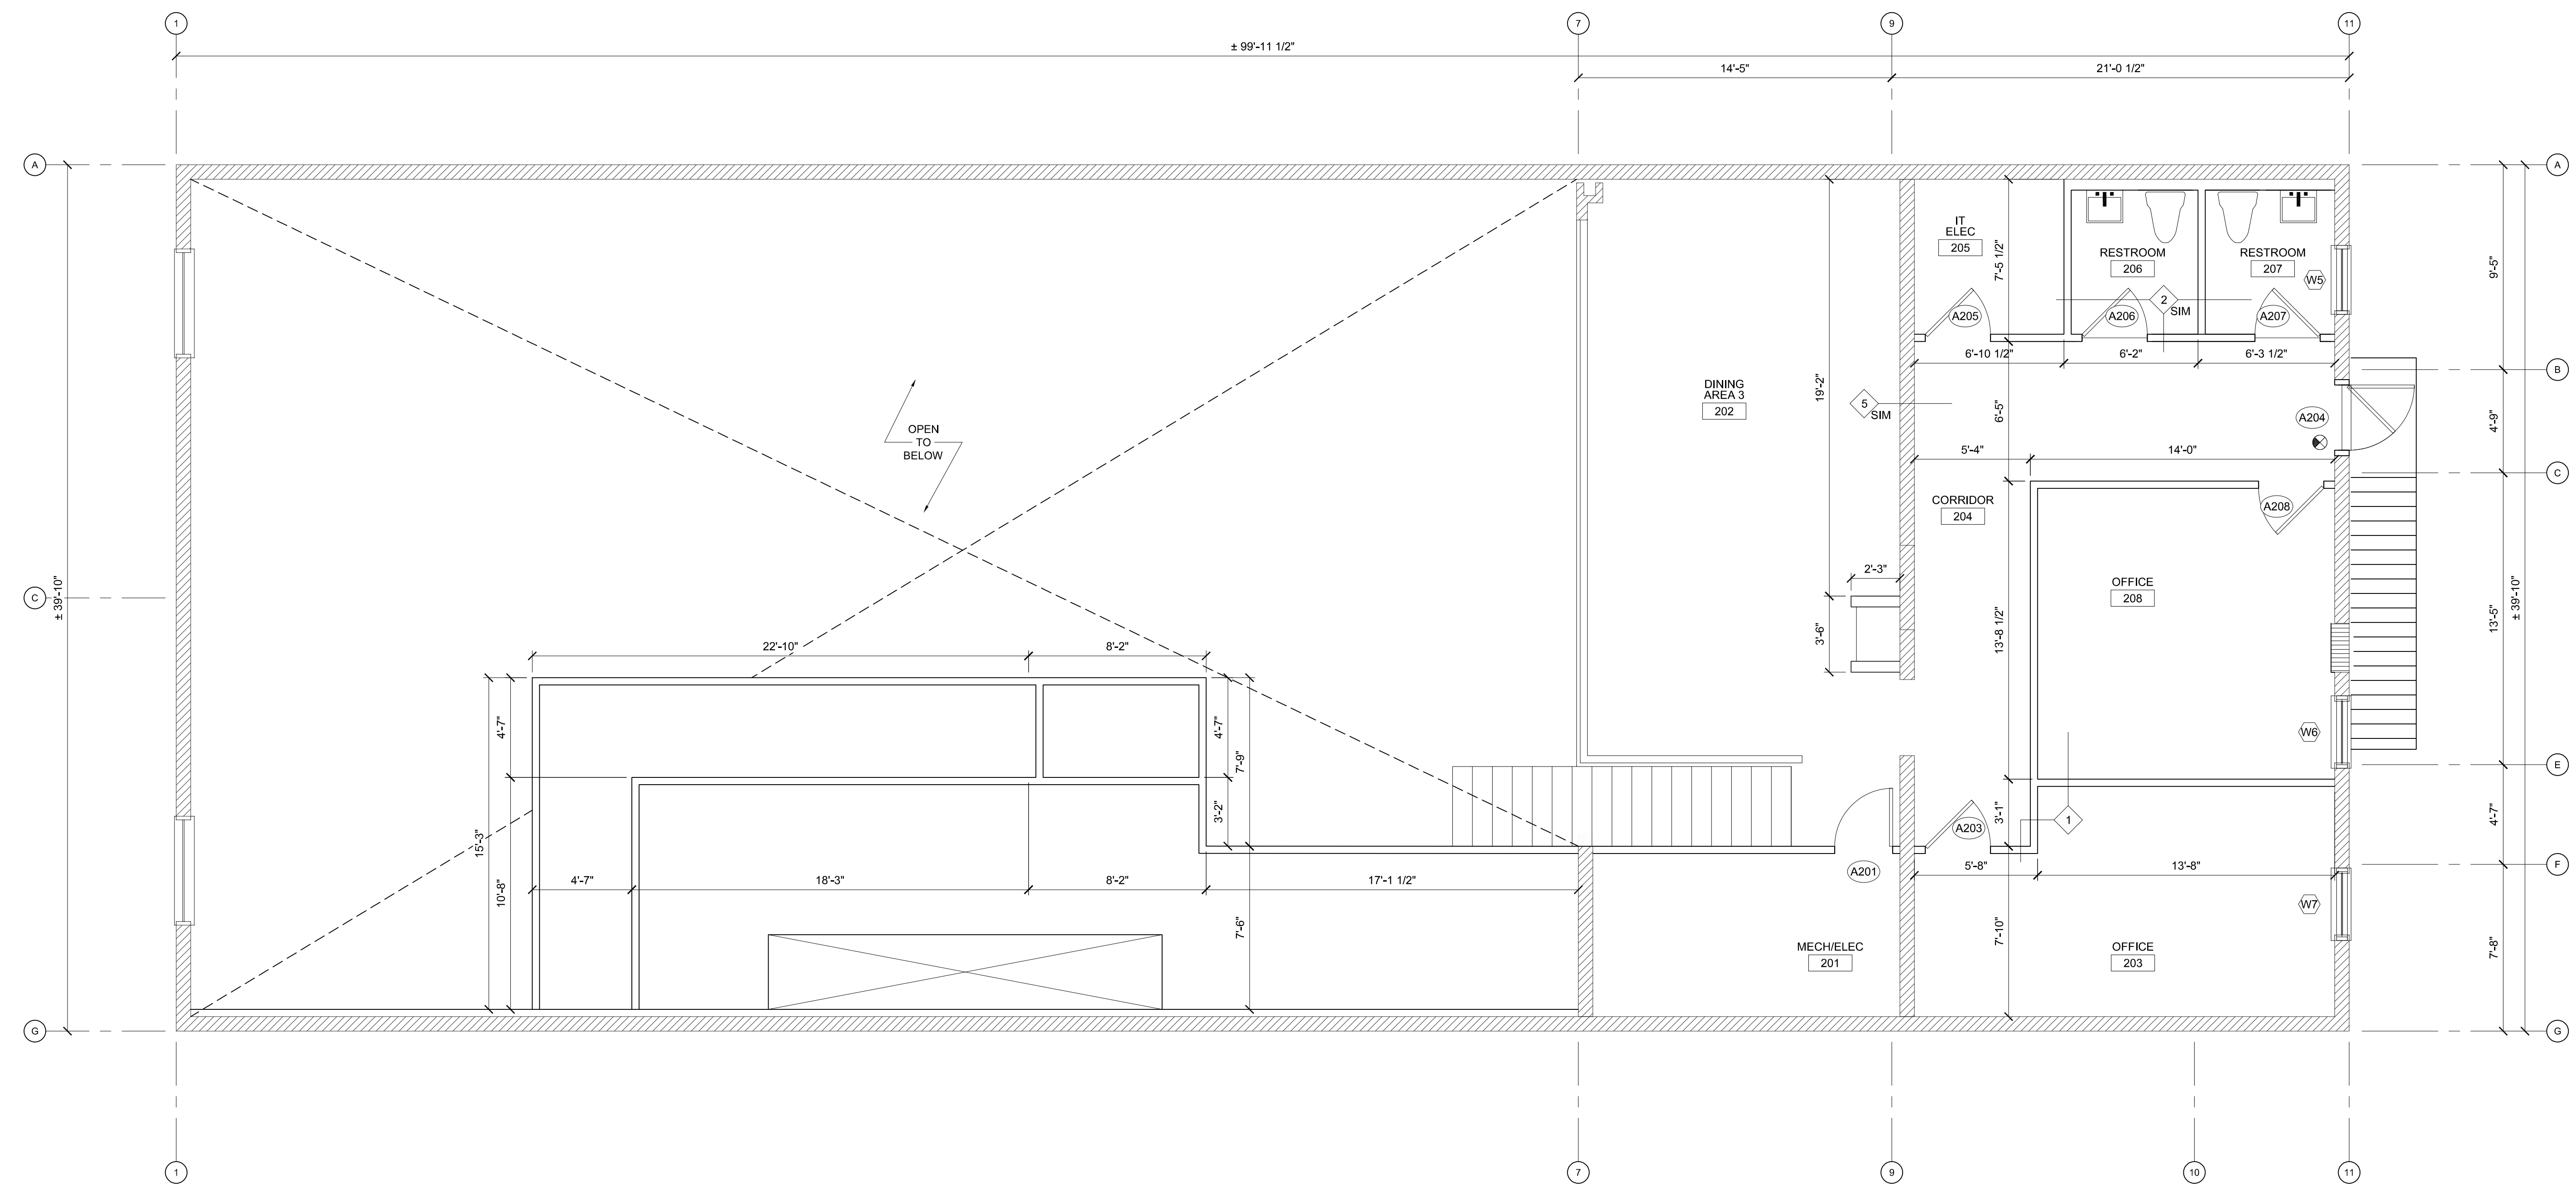 1
7
9
11
± 99'-11 1/2"
14'-5"
21'-0 1/2"
A
A
IT
ELEC
205
7'-5 1/2"
RESTROOM
206
RESTROOM
207
W5
9'-5"
2
SIM
A205
A206
A207
6'-10 1/2"
6'-2"
6'-3 1/2"
B
DINING
AREA 3
202
19'-2"
5
SIM
6'-5"
A204
4'-9"
OPEN
TO
BELOW
5'-4"
14'-0"
C
CORRIDOR
204
A208
2'-3"
OFFICE
208
C
± 39'-10"
3'-6"
13'-8 1/2"
13'-5"
± 39'-10"
22'-10"
8'-2"
4'-7"
4'-7"
7'-9"
W6
E
3'-2"
3'-1"
1
A203
4'-7"
15'-3"
10'-8"
4'-7"
18'-3"
8'-2"
17'-1 1/2"
A201
5'-8"
13'-8"
F
7'-6"
7'-10"
W7
MECH/ELEC
201
OFFICE
203
7'-8"
G
G
1
7
9
10
11